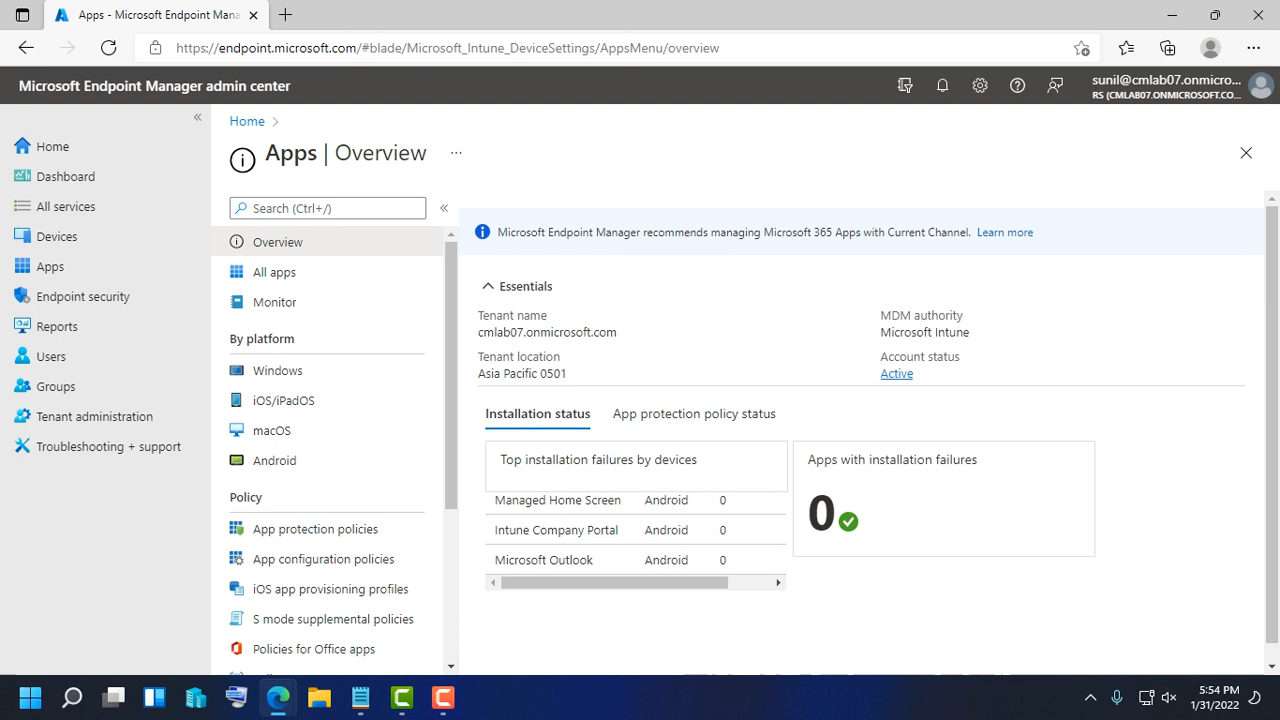 Apps - Microsoft Endpoint Mana
https://endpoint.microsoft.com/#blade/Microsoft_Intune_DeviceSettings/AppsMenu/overview
Microsoft Endpoint Manager admin center
sunil@cmlab07.onmicro...
RS (CMLAB07.ONMICROSOFT.CO...
Home
Dashboard
All services
Devices
Apps
Endpoint security
Reports
Users
Groups
Tenant administration
Troubleshooting + support
Home >
Apps | Overview ...
Search (Ctrl+/)
Overview
All apps
Monitor
By platform
Windows
iOS/iPadOS
macOS
Android
Policy
App protection policies
App configuration policies
iOS app provisioning profiles
S mode supplemental policies
Policies for Office apps
Microsoft Endpoint Manager recommends managing Microsoft 365 Apps with Current Channel. Learn more
Essentials
Tenant name
cmlab07.onmicrosoft.com
Tenant location
Asia Pacific 0501
MDM authority
Microsoft Intune
Account status
Active
Installation status App protection policy status
Top installation failures by devices
Managed Home Screen Android 0
Intune Company Portal Android 0
Microsoft Outlook Android 0
Apps with installation failures
0
5:54 PM
1/31/2022